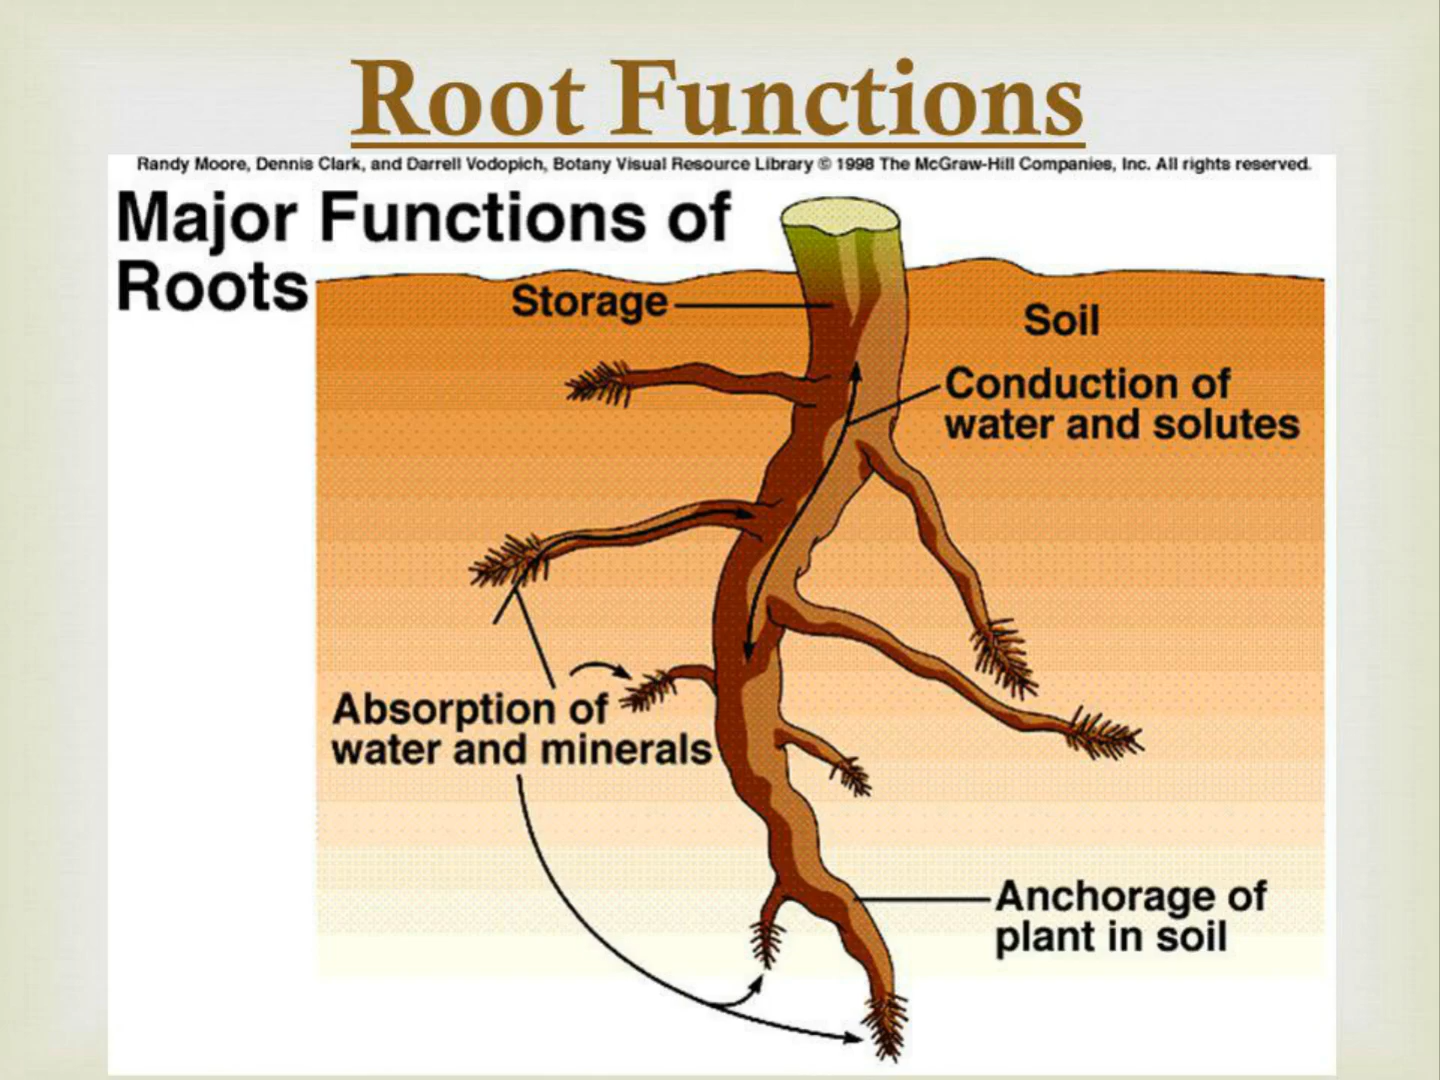 Root Functions
Randy Moore, Dennis Clark, and Darrell Vodopich, Botany Visual Resource Library © 1998 The McGraw-Hill Companies, Inc. All rights reserved.
Major Functions of
Roots
Storage
Soil
Conduction of
water and solutes
Absorption of
water and minerals
Anchorage of
plant in soil